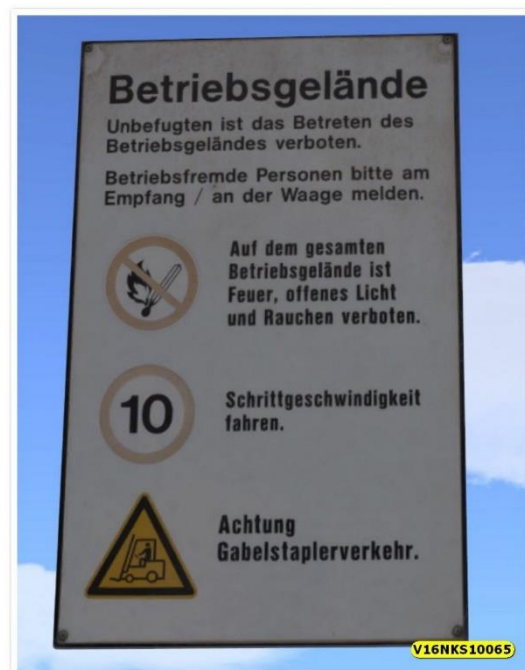 Betriebsgelände
Unbefugten ist das Betreten des
Betriebsgeländes verboten.
Betriebsfremde Personen bitte am
Empfang / an der Waage melden.
Auf dem gesamten
Betriebsgelände ist
Feuer, offenes Licht
und Rauchen verboten.
10
Schrittgeschwindigkeit
fahren.
Achtung
Gabelstaplerverkehr.
V16NKS10065